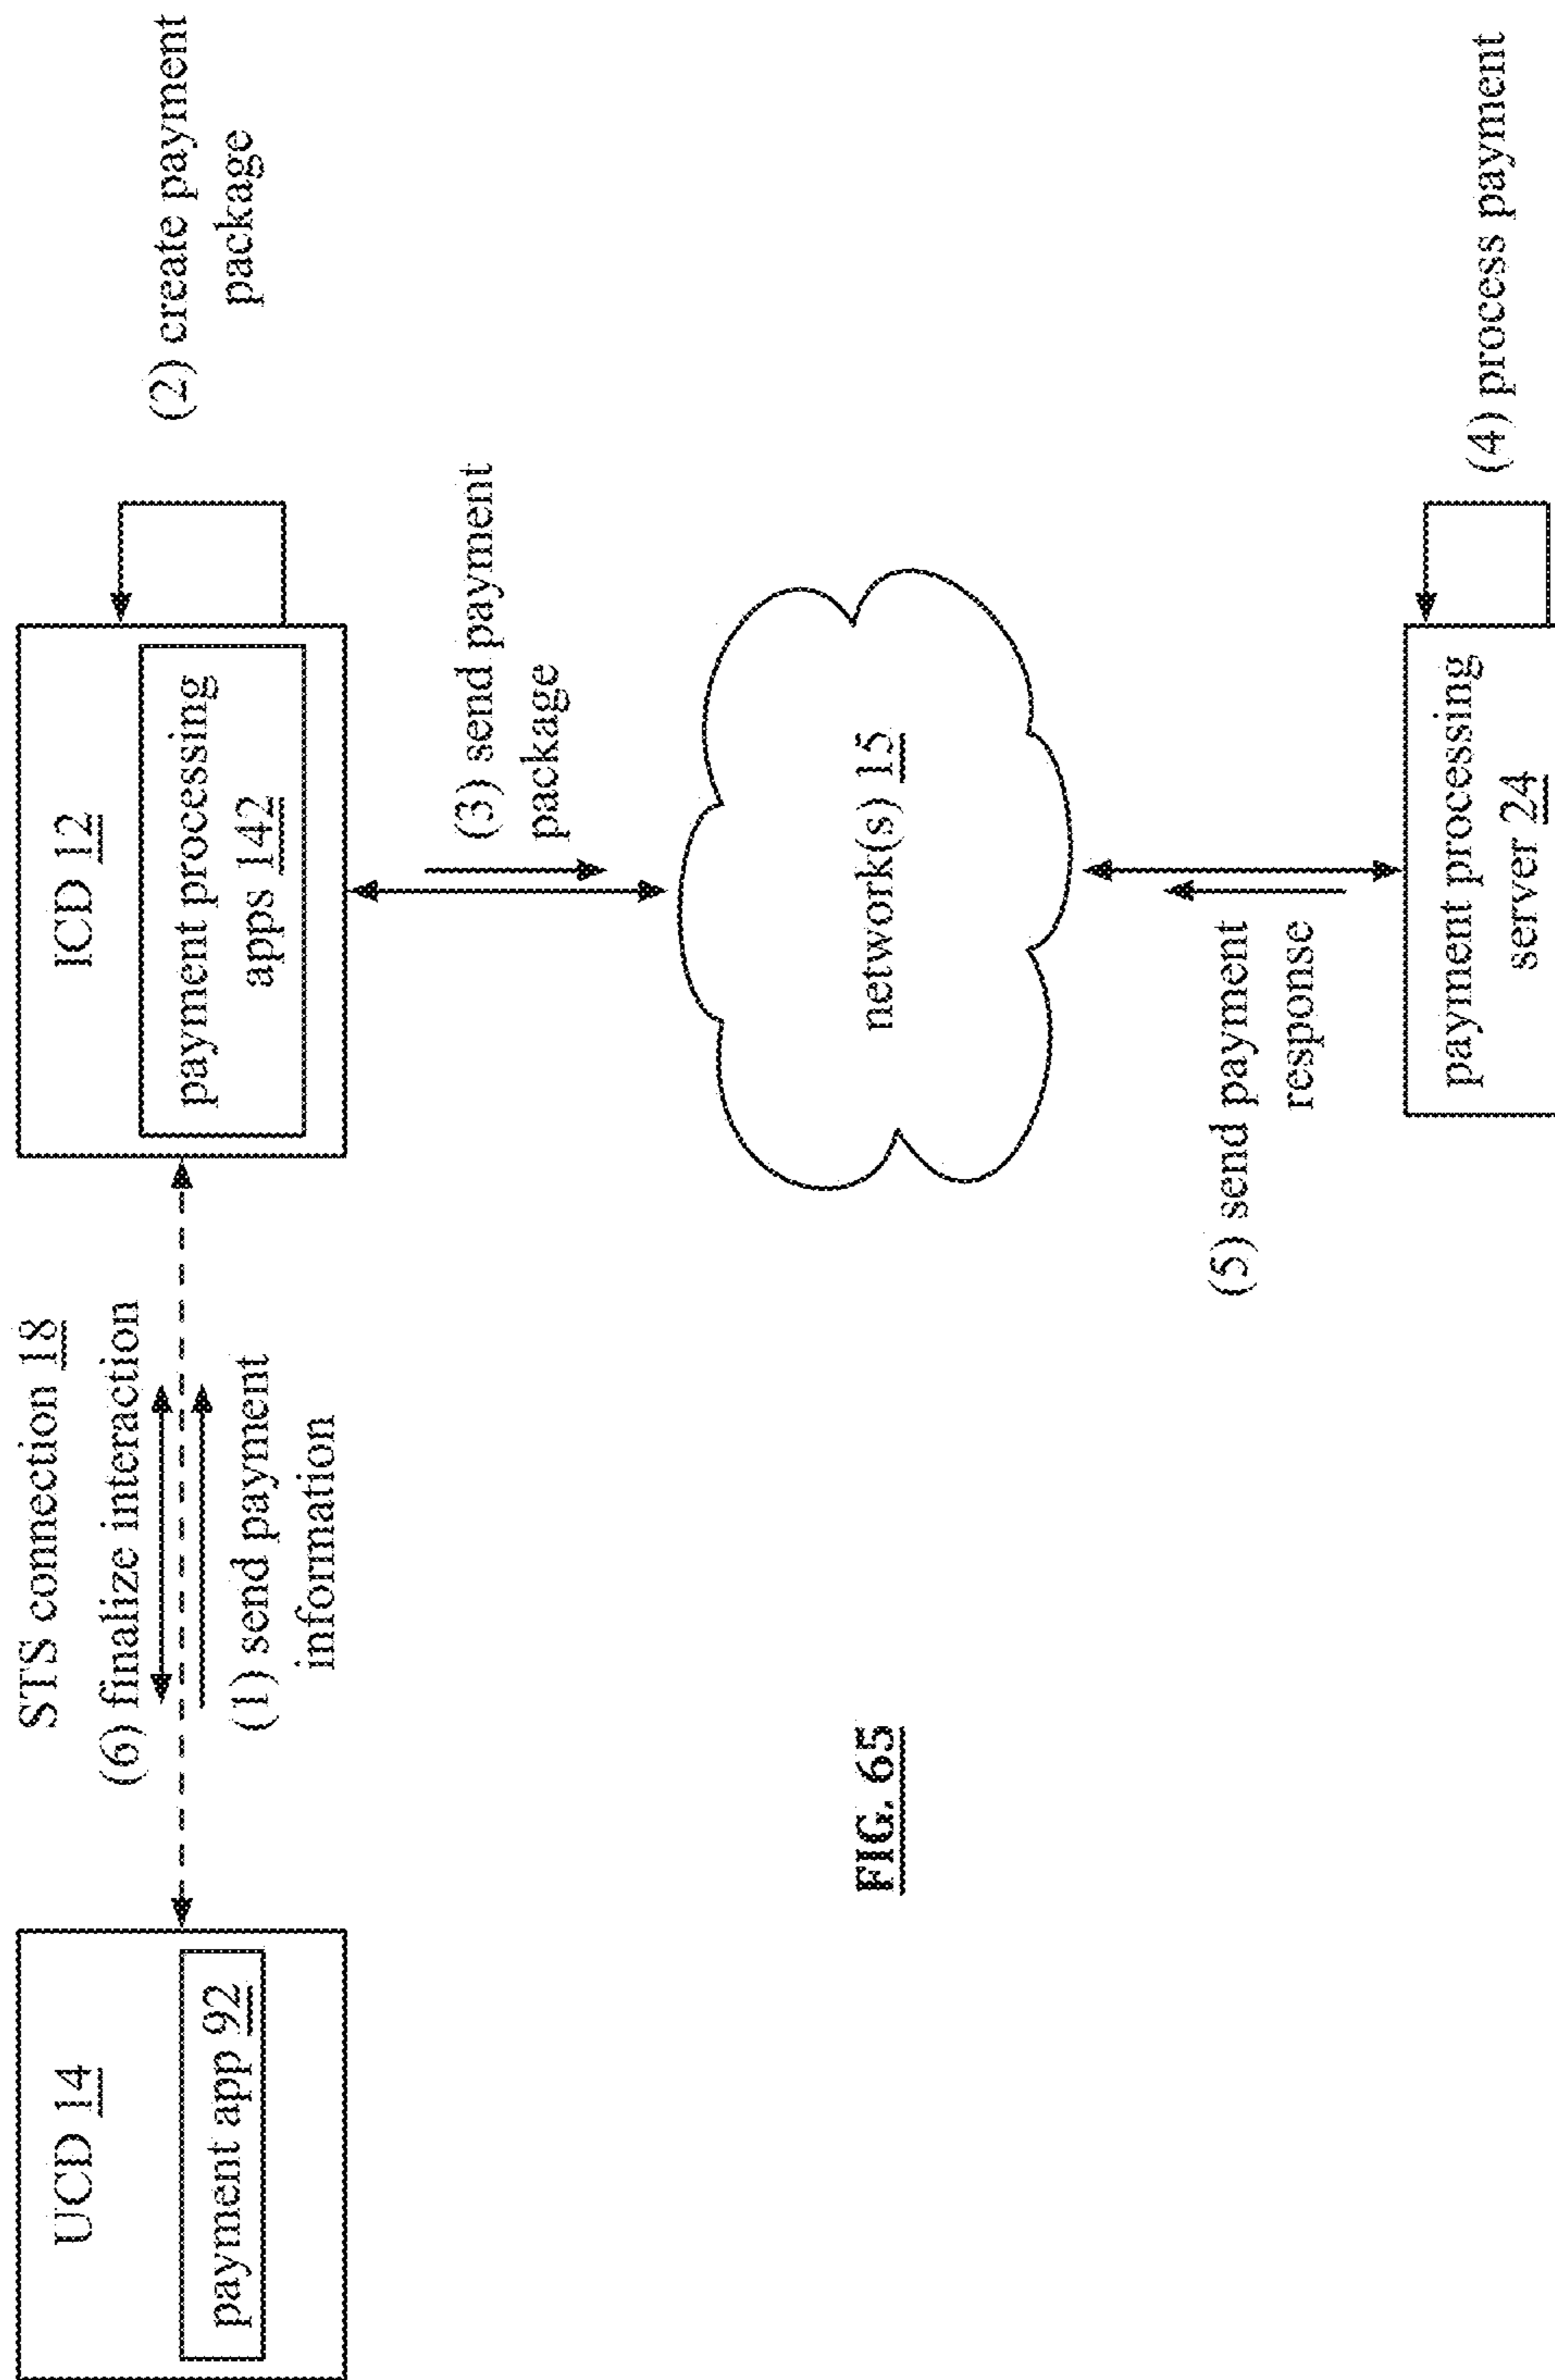 UCD 14
payment app 92
STS connection 18
(6) finalize interaction
(1) send payment
information
ICD 12
payment processing
apps 142
(2) create payment
package
(3) send payment
package
network(s) 15
(5) send payment
response
payment processing
server 24
(4) process payment
FIG. 65